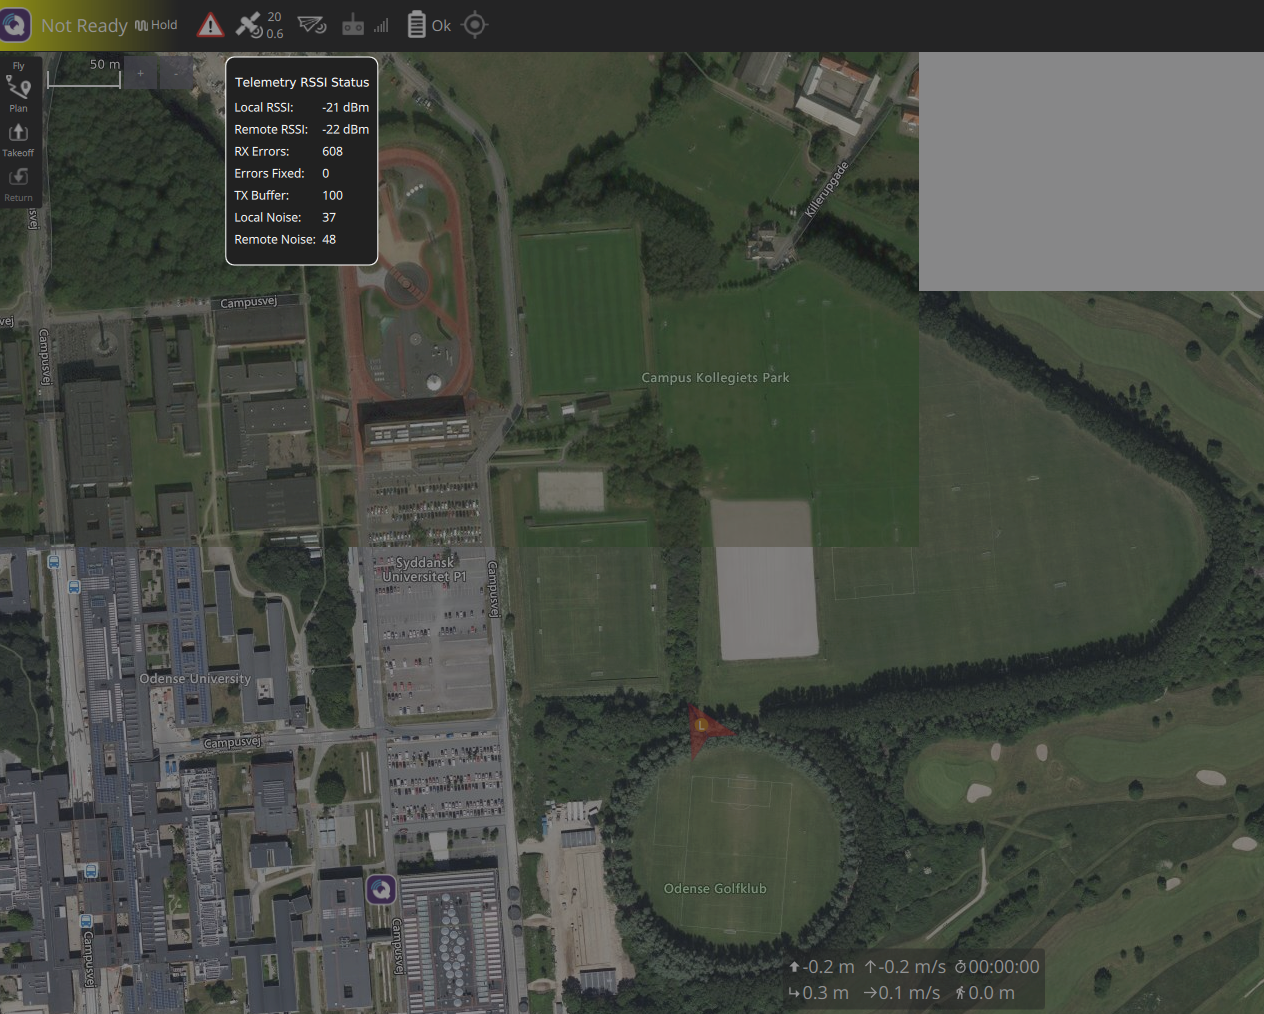 Not Ready Hold
20
0.6
Ok
Fly
Plan
Takeoff
Return
50 m
+
-
Telemetry RSSI Status
Local RSSI: -21 dBm
Remote RSSI: -22 dBm
RX Errors: 608
Errors Fixed: 0
TX Buffer: 100
Local Noise: 37
Remote Noise: 48
Killerupgade
svej
Campusvej
vej
Campusvej
Campus Kollegiets Park
Syddansk
Universitet P1
Campusvej
Odense University
L
Campusvej
Odense Golfklub
Campusvej
Campusvej
-0.2 m ↑-0.2 m/s 00:00:00
0.3 m →0.1 m/s 0.0 m